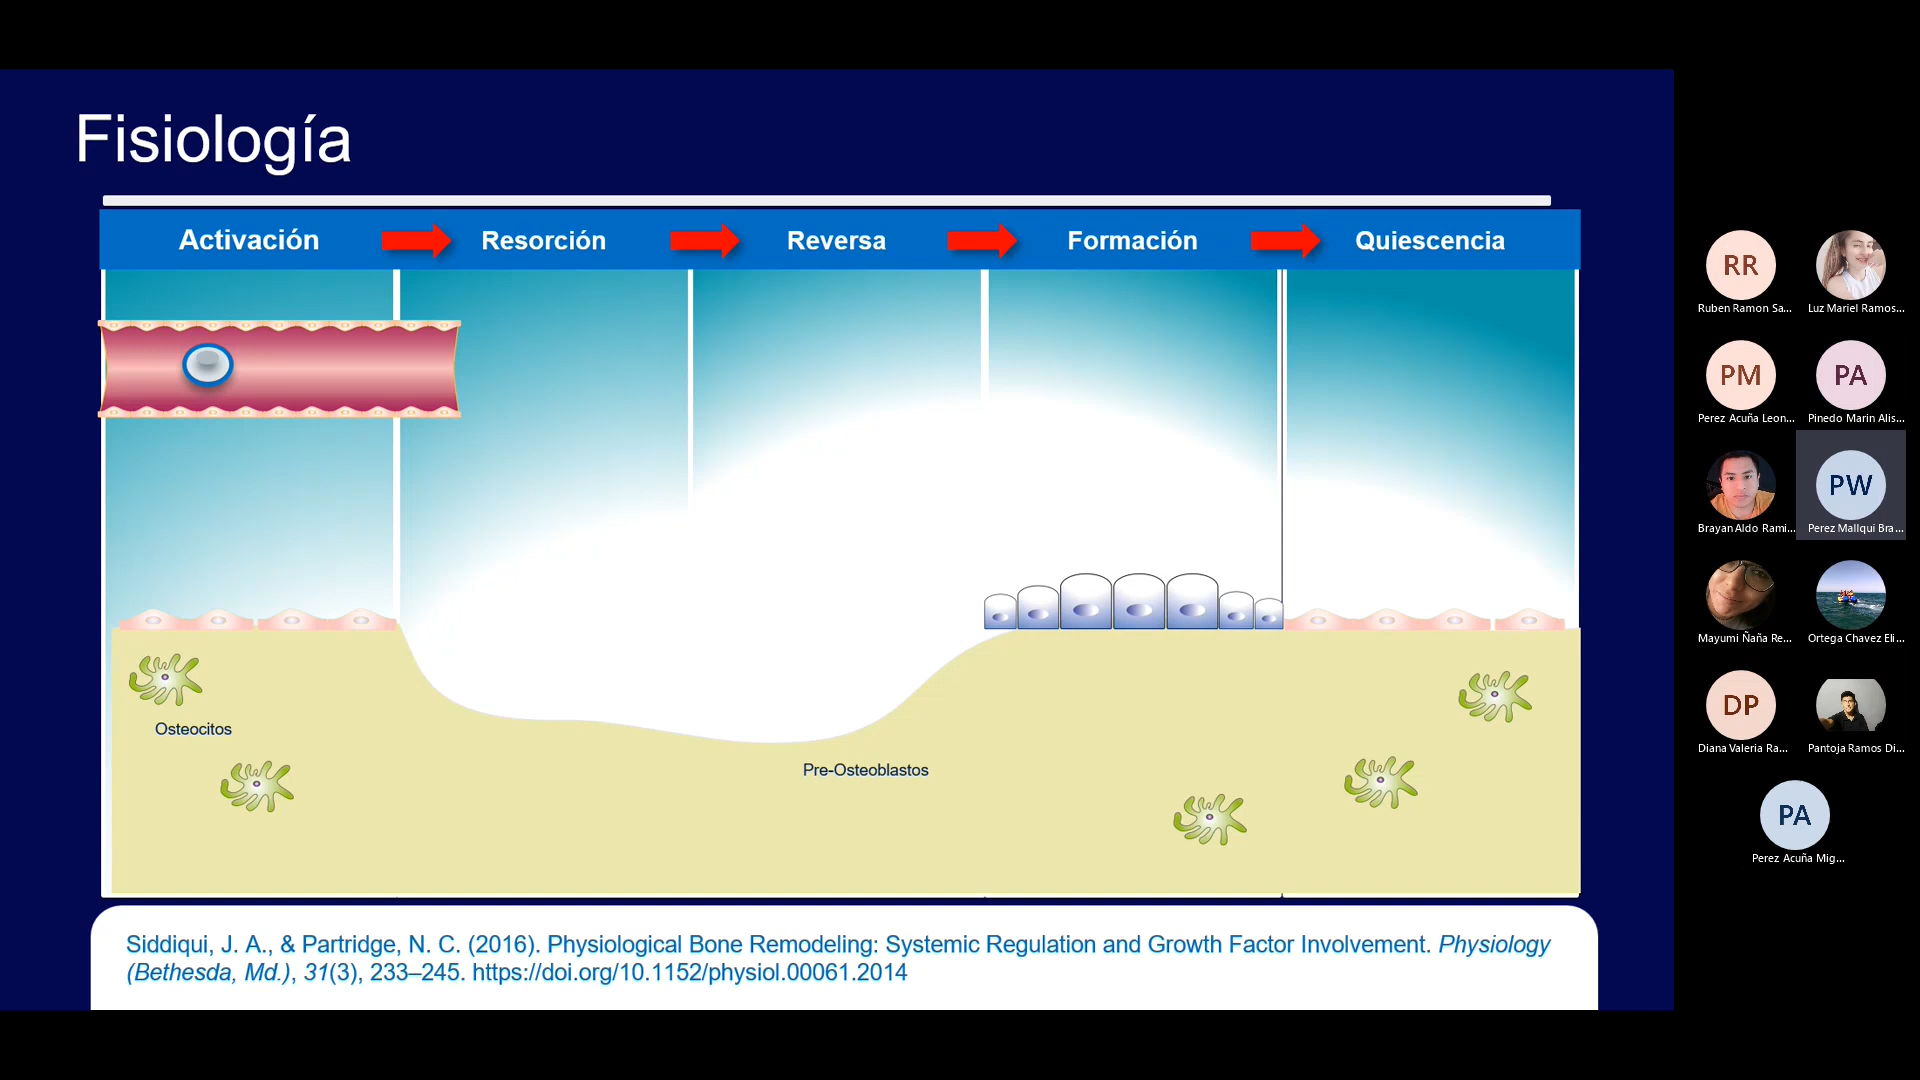 Fisiología
Activación
Resorción
Reversa
Formación
Quiescencia
Osteocitos
Pre-Osteoblastos
Siddiqui, J. A., & Partridge, N. C. (2016). Physiological Bone Remodeling: Systemic Regulation and Growth Factor Involvement. Physiology
(Bethesda, Md.), 31(3), 233–245. https://doi.org/10.1152/physiol.00061.2014
RR
Ruben Ramon Sa...
Luz Mariel Ramos...
PM
Perez Acuña Leon...
PA
Pinedo Marin Alis...
Brayan Aldo Rami...
PW
Perez Mallqui Bra...
Mayumi Ñaña Re...
Ortega Chavez Eli...
DP
Diana Valeria Ra...
Pantoja Ramos Di...
PA
Perez Acuña Mig...